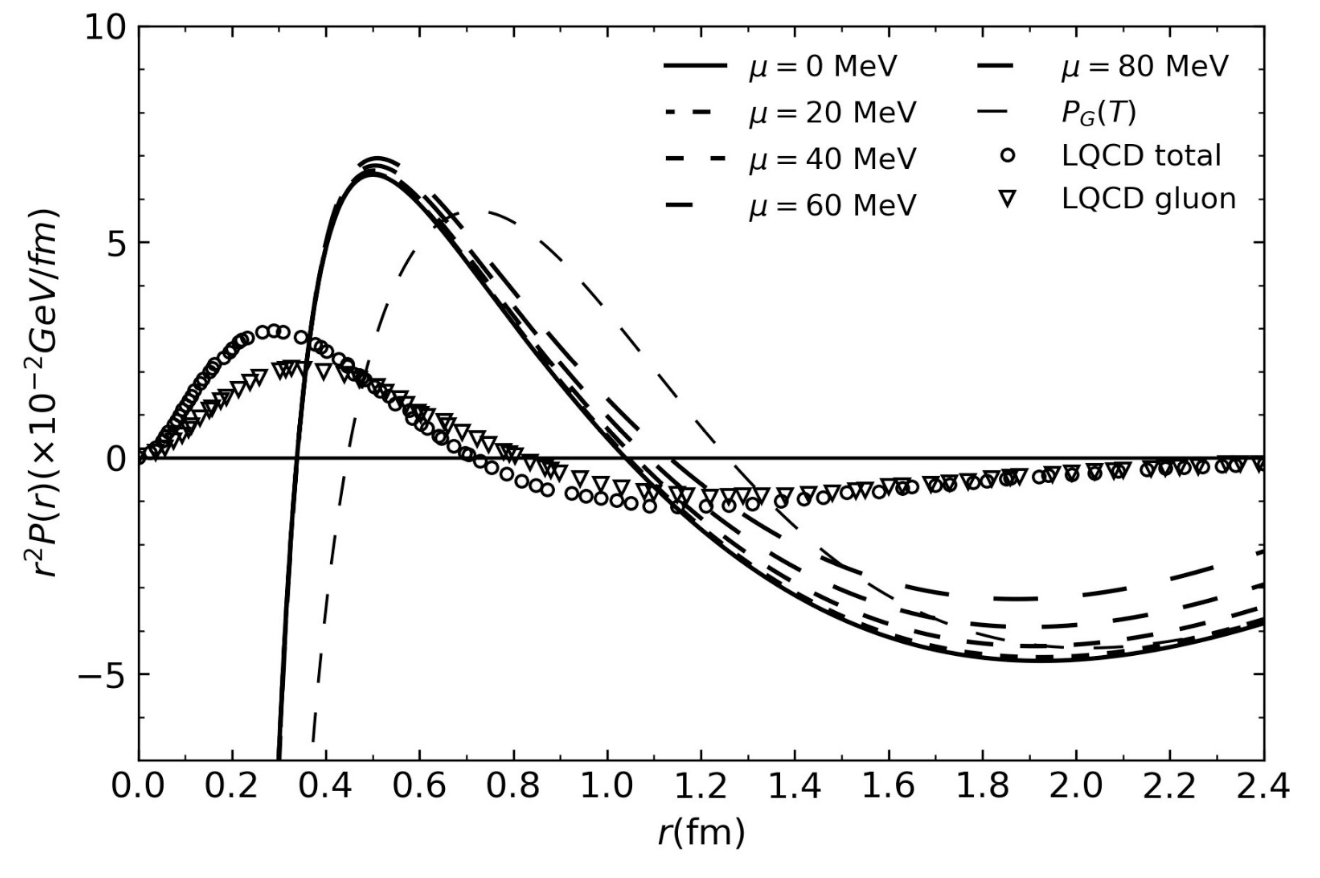 10
5
0
−5
r²P(r)(×10⁻²GeV/fm)
μ = 0 MeV
μ = 20 MeV
μ = 40 MeV
μ = 60 MeV
μ = 80 MeV
P_G(T)
LQCD total
LQCD gluon
0.0 0.2 0.4 0.6 0.8 1.0 1.2 1.4 1.6 1.8 2.0 2.2 2.4
r(fm)